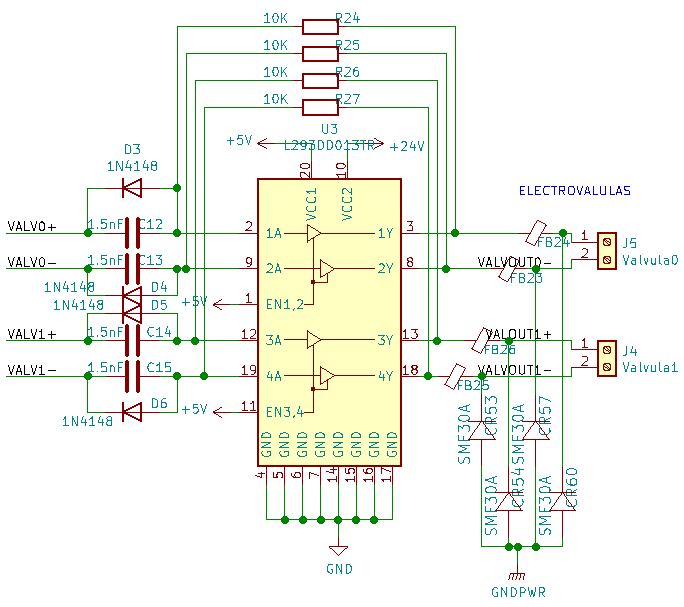 10K R24
10K R25
10K R26
10K R27
U3
+5V L293DD013TR +24V
D3
1N4148
20 10
VCC1 VCC2
ELECTROVALULAS
VALV0+ 1.5nF C12 2 1A 1Y 3 FB24 1 J5
VALV0- 1.5nF C13 9 2A 2Y 8 VALVOUT0- FB23 2 Valvula0
1N4148 D4
1N4148 D5 +5V 1 EN1,2
VALV1+ 1.5nF C14 12 3A 3Y 13 VALOUT1+ FB26 1 J4
VALV1- 1.5nF C15 19 4A 4Y 18 VALVOUT1- FB25 2 Valvula1
1N4148 D6 +5V 11 EN3,4
SMF30A CR53 SMF30A CR57
GND GND GND GND GND GND GND GND
4 5 6 7 14 15 16 17
SMF30A CR54 SMF30A CR60
GND
GNDPWR